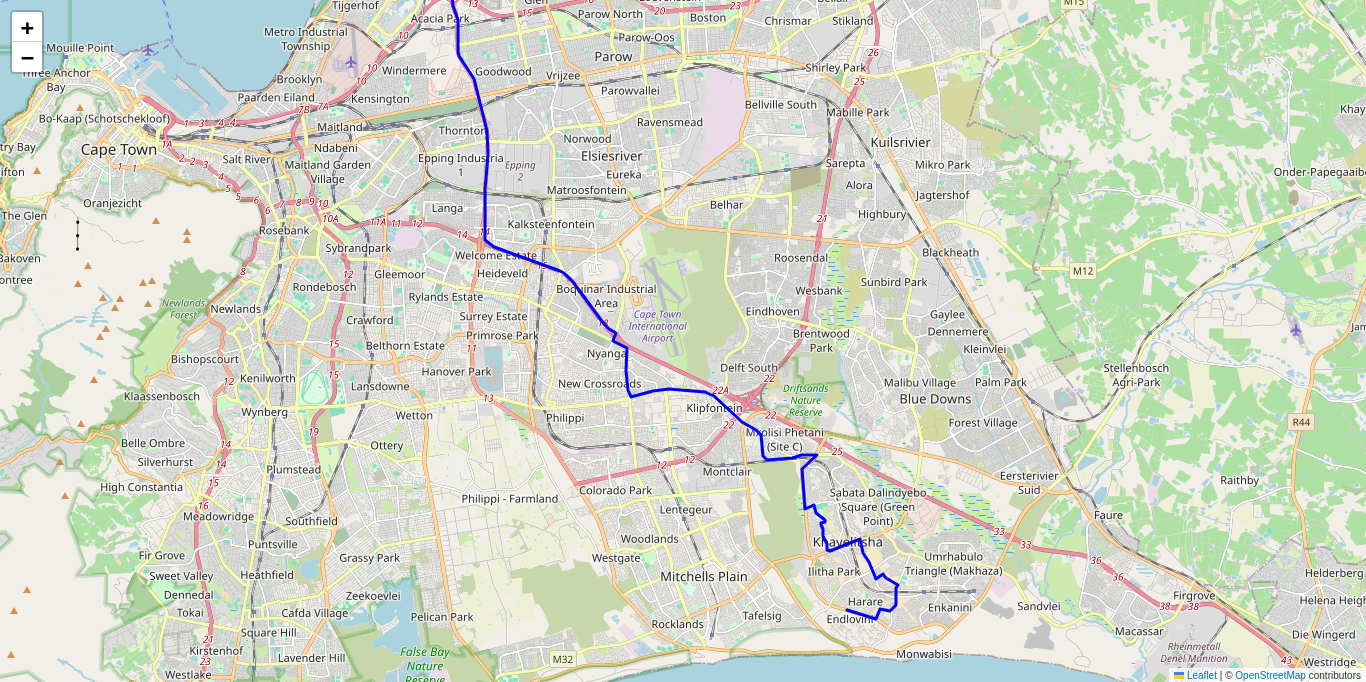 +
−
Tijgerhof
Acacia Park
Glen
Parow North
Boston
Chrismar
Stikland
M15
Metro Industrial
Township
Parow-Oos
Parow
Mouille Point
Three Anchor
Bay
Windermere
Goodwood
Vrijzee
Shirley Park
Brooklyn
Paarden Eiland
Kensington
Parowvallei
Bellville South
Mabille Park
Bo-Kaap (Schotschekloof)
Maitland
Thornton
Norwood
Ravensmead
Kuilsrivier
Cape Town
Ndabeni
Salt River
Maitland Garden
Village
Epping Industria
1
Epping
2
Elsiesriver
Eureka
Sarepta
Mikro Park
Onder-Papegaaibe
Matroosfontein
Alora
Jagtershof
Oranjezicht
Langa
Belhar
Highbury
The Glen
Rosebank
Kalksteenfontein
Sybrandpark
Welcome Estate
Roosendal
Blackheath
Bakoven
Gleemoor
Heideveld
M12
Rondebosch
Boquinar Industrial
Area
Wesbank
Sunbird Park
Newlands
Forest
Newlands
Rylands Estate
Crawford
Surrey Estate
Cape Town
International
Airport
Eindhoven
Gaylee
Dennemere
Belthorn Estate
Primrose Park
Brentwood
Park
Kleinvlei
Bishopscourt
Nyanga
Stellenbosch
Agri-Park
Kenilworth
Hanover Park
Delft South
Lansdowne
New Crossroads
Malibu Village
Palm Park
Klaassenbosch
Driftsands
Nature
Reserve
Blue Downs
Wynberg
Wetton
Philippi
Klipfontein
Forest Village
R44
Belle Ombre
Ottery
Mxolisi Phetani
(Site C)
Silverhurst
Plumstead
Montclair
Eersterivier
Suid
Raithby
High Constantia
Colorado Park
Sabata Dalindyebo
Square (Green
Point)
Philippi - Farmland
Meadowridge
Southfield
Lentegeur
Faure
Puntsville
Woodlands
Khayelitsha
Fir Grove
Grassy Park
Westgate
Umrhabulo
Triangle (Makhaza)
Sweet Valley
Heathfield
Mitchells Plain
Ilitha Park
Helderberg
Dennedal
Zeekoevlei
Firgrove
Tokai
Cafda Village
Pelican Park
Tafelsig
Harare
Enkanini
Sandvlei
Helena Heigh
Square Hill
Rocklands
Endlovini
Macassar
Die Wingerd
Kirstenhof
Lavender Hill
False Bay
Nature
Reserve
M32
Monwabisi
Rheinmetall
Denel Munition
Westridge
Westlake
Leaflet | © OpenStreetMap contributors